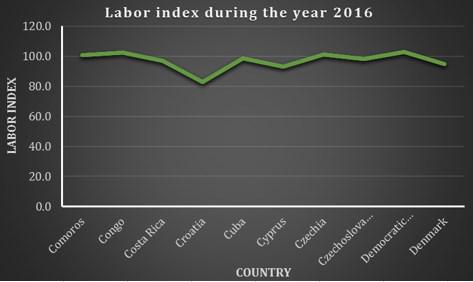 Labor index during the year 2016
120.0
100.0
80.0
60.0
40.0
20.0
0.0
LABOR INDEX
Comoros
Congo
Costa Rica
Croatia
Cuba
Cyprus
Czechia
Czechoslova...
Democratic...
Denmark
COUNTRY